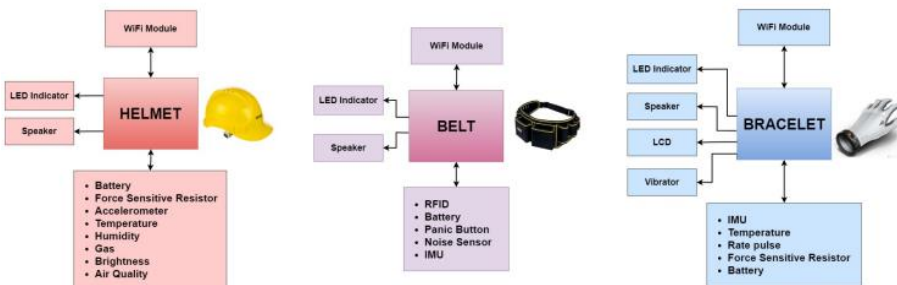 WiFi Module
LED Indicator
Speaker
HELMET
• Battery
• Force Sensitive Resistor
• Accelerometer
• Temperature
• Humidity
• Gas
• Brightness
• Air Quality
WiFi Module
LED Indicator
Speaker
BELT
• RFID
• Battery
• Panic Button
• Noise Sensor
• IMU
WiFi Module
LED Indicator
Speaker
LCD
Vibrator
BRACELET
• IMU
• Temperature
• Rate pulse
• Force Sensitive Resistor
• Battery